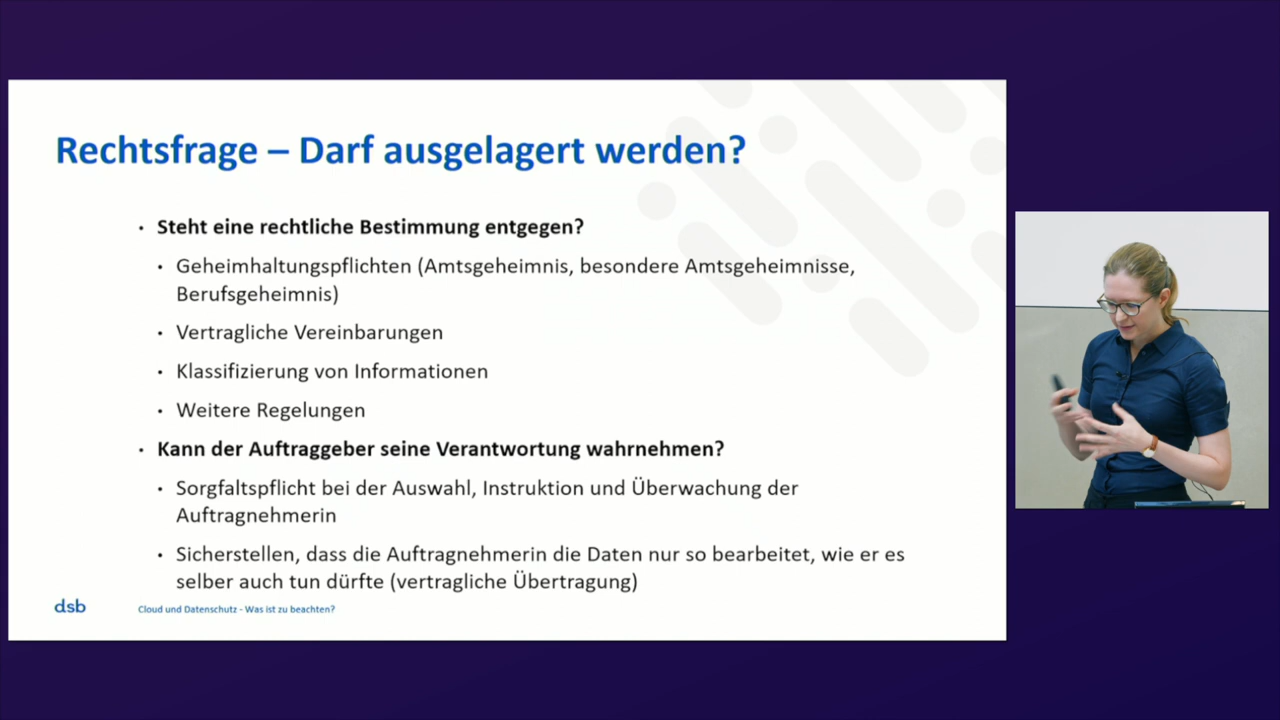 Rechtsfrage – Darf ausgelagert werden?
• Steht eine rechtliche Bestimmung entgegen?
• Geheimhaltungspflichten (Amtsgeheimnis, besondere Amtsgeheimnisse,
Berufsgeheimnis)
• Vertragliche Vereinbarungen
• Klassifizierung von Informationen
• Weitere Regelungen
• Kann der Auftraggeber seine Verantwortung wahrnehmen?
• Sorgfaltspflicht bei der Auswahl, Instruktion und Überwachung der
Auftragnehmerin
• Sicherstellen, dass die Auftragnehmerin die Daten nur so bearbeitet, wie er es
selber auch tun dürfte (vertragliche Übertragung)
dsb
Cloud und Datenschutz - Was ist zu beachten?